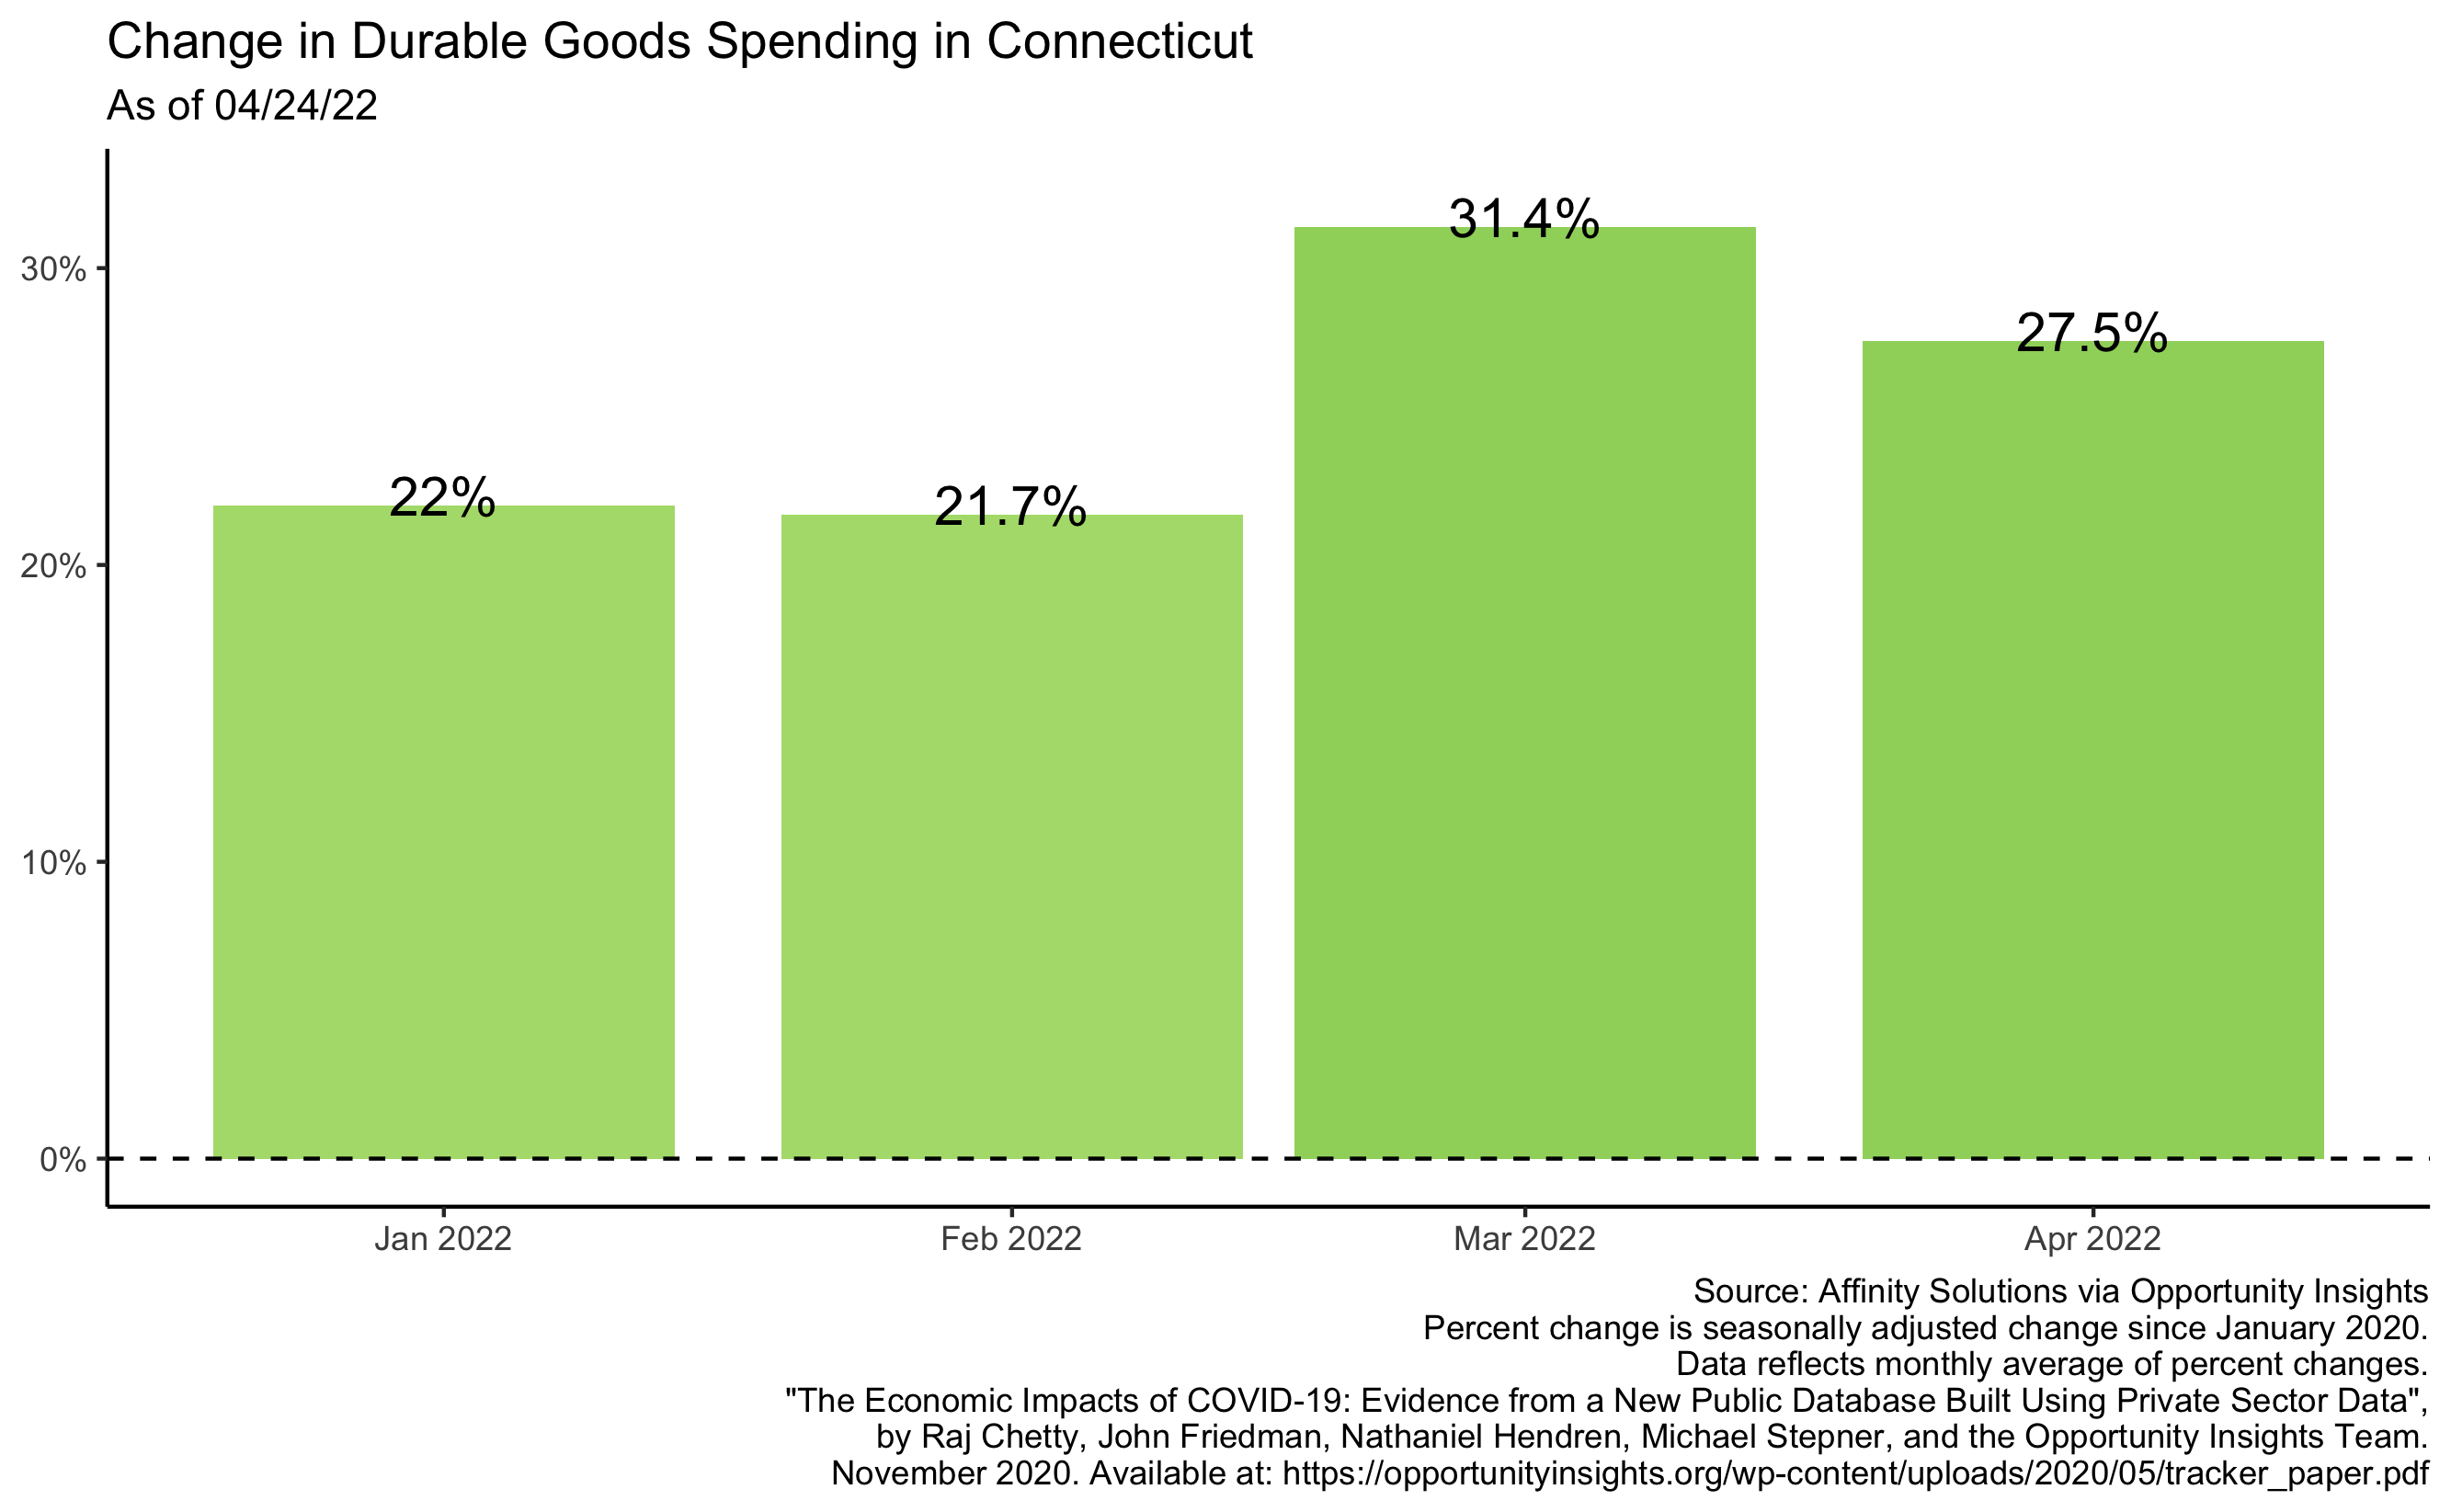 Change in Durable Goods Spending in Connecticut
As of 04/24/22
31.4%
30%
27.5%
22%
21.7%
20%
10%
0%
Jan 2022 Feb 2022 Mar 2022 Apr 2022
Source: Affinity Solutions via Opportunity Insights
Percent change is seasonally adjusted change since January 2020.
Data reflects monthly average of percent changes.
"The Economic Impacts of COVID-19: Evidence from a New Public Database Built Using Private Sector Data",
by Raj Chetty, John Friedman, Nathaniel Hendren, Michael Stepner, and the Opportunity Insights Team.
November 2020. Available at: https://opportunityinsights.org/wp-content/uploads/2020/05/tracker_paper.pdf